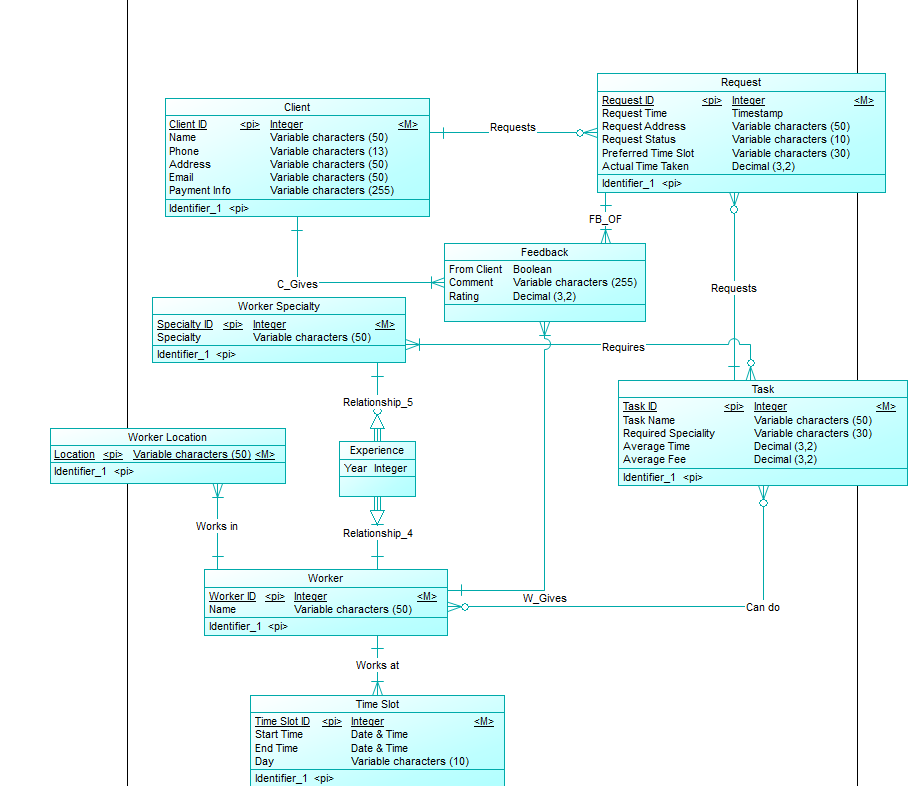 Request
Request ID <pi> Integer <M>
Request Time Timestamp
Request Address Variable characters (50)
Request Status Variable characters (10)
Preferred Time Slot Variable characters (30)
Actual Time Taken Decimal (3,2)
Identifier_1 <pi>
Client
Client ID <pi> Integer <M>
Name Variable characters (50)
Phone Variable characters (13)
Address Variable characters (50)
Email Variable characters (50)
Payment Info Variable characters (255)
Identifier_1 <pi>
Requests
FB_OF
C_Gives
Feedback
From Client Boolean
Comment Variable characters (255)
Rating Decimal (3,2)
Requests
Worker Specialty
Specialty ID <pi> Integer <M>
Specialty Variable characters (50)
Identifier_1 <pi>
Requires
Relationship_5
Task
Task ID <pi> Integer <M>
Task Name Variable characters (50)
Required Speciality Variable characters (30)
Average Time Decimal (3,2)
Average Fee Decimal (3,2)
Identifier_1 <pi>
Worker Location
Location <pi> Variable characters (50) <M>
Identifier_1 <pi>
Experience
Year Integer
Works in
Relationship_4
Worker
Worker ID <pi> Integer <M>
Name Variable characters (50)
Identifier_1 <pi>
W_Gives
Can do
Works at
Time Slot
Time Slot ID <pi> Integer <M>
Start Time Date & Time
End Time Date & Time
Day Variable characters (10)
Identifier_1 <pi>